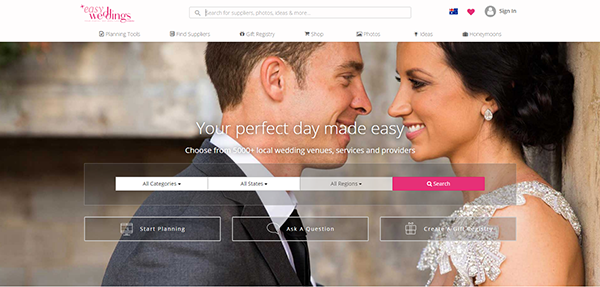 easy
weddings
Search for suppliers, photos, ideas & more...
Sign in
Planning Tools
Find Suppliers
Gift Registry
Shop
Photos
Ideas
Honeymoons
Your perfect day made easy
Choose from 5000+ local wedding venues, services and providers
All Categories
All States
All Regions
Search
Start Planning
Ask A Question
Create A Gift Registry